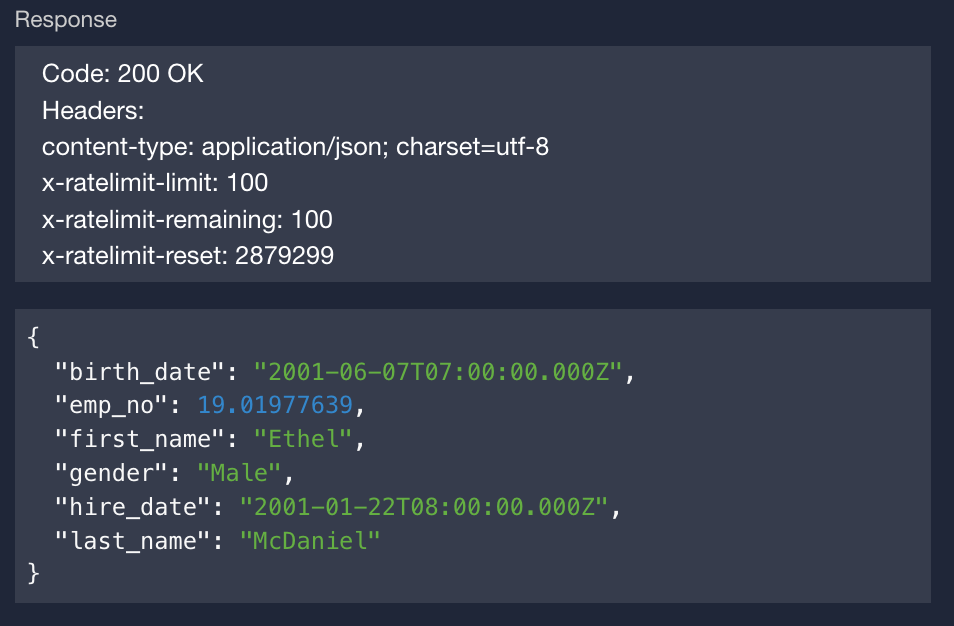 Response
Code: 200 OK
Headers:
content-type: application/json; charset=utf-8
x-ratelimit-limit: 100
x-ratelimit-remaining: 100
x-ratelimit-reset: 2879299
{
  "birth_date": "2001-06-07T07:00:00.000Z",
  "emp_no": 19.01977639,
  "first_name": "Ethel",
  "gender": "Male",
  "hire_date": "2001-01-22T08:00:00.000Z",
  "last_name": "McDaniel"
}